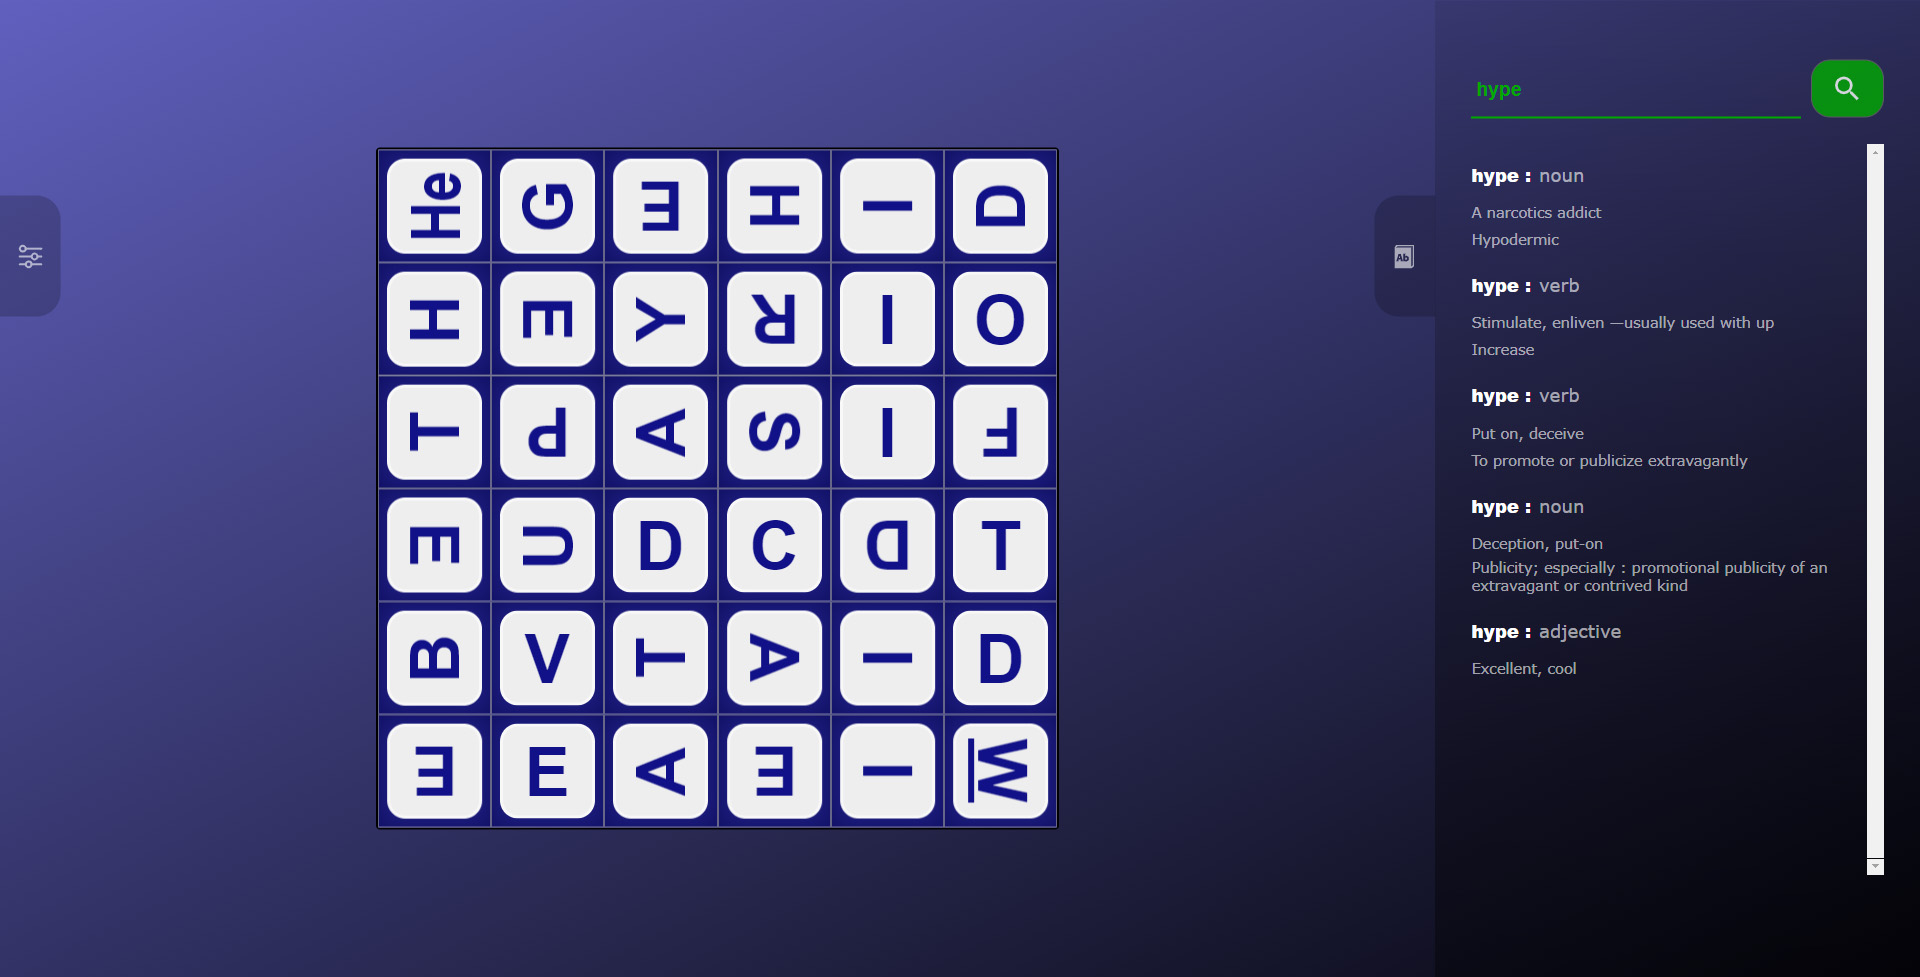 hype
He G E H I D
H E Y R I O
T P A S I F
E U D C D T
B V T A I D
E E A E I W
Ab
hype : noun
A narcotics addict
Hypodermic
hype : verb
Stimulate, enliven —usually used with up
Increase
hype : verb
Put on, deceive
To promote or publicize extravagantly
hype : noun
Deception, put-on
Publicity; especially : promotional publicity of an
extravagant or contrived kind
hype : adjective
Excellent, cool